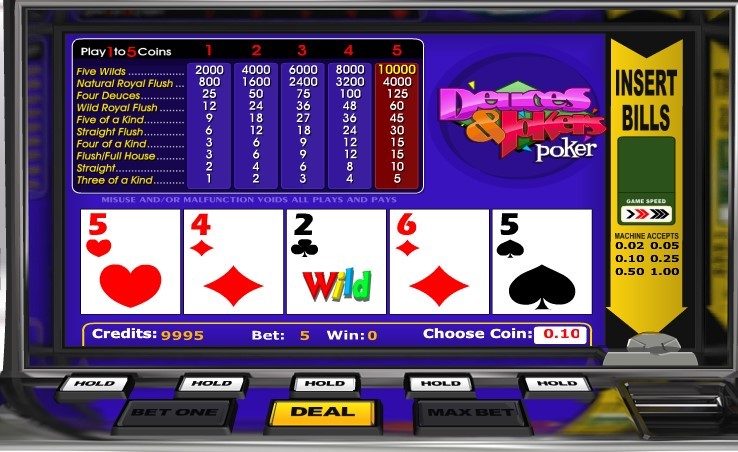 Play 1 to 5 Coins 1 2 3 4 5
Five Wilds .............. 2000 4000 6000 8000 10000
Natural Royal Flush ... 800 1600 2400 3200 4000
Four Deuces........... 25 50 75 100 125
Wild Royal Flush ..... 12 24 36 48 60
Five of a Kind......... 9 18 27 36 45
Straight Flush ......... 6 12 18 24 30
Four of a Kind......... 3 6 9 12 15
Flush/Full House...... 3 6 9 12 15
Straight................. 2 4 6 8 10
Three of a Kind........ 1 2 3 4 5
Deuces
& Jokers
poker
MISUSE AND/OR MALFUNCTION VOIDS ALL PLAYS AND PAYS
INSERT
BILLS
GAME SPEED
>>>
MACHINE ACCEPTS
0.02 0.05
0.10 0.25
0.50 1.00
5 4 2 6 5
Wild
Credits: 9995 Bet: 5 Win: 0 Choose Coin: 0.10
HOLD HOLD HOLD HOLD HOLD
BET ONE DEAL MAX BET